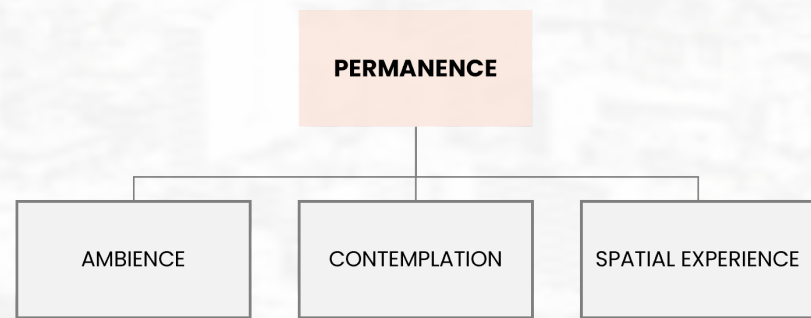 PERMANENCE
AMBIENCE
CONTEMPLATION
SPATIAL EXPERIENCE